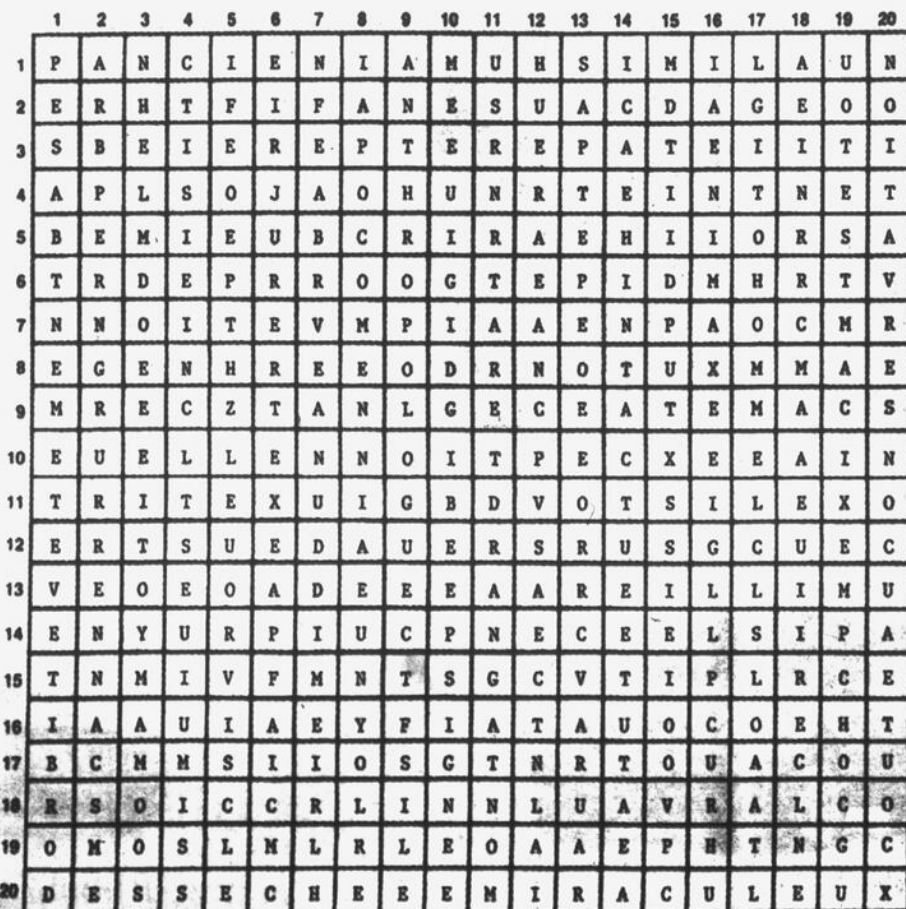 1 2 3 4 5 6 7 8 9 10 11 12 13 14 15 16 17 18 19 20
1 P A N C I E N I A M U H S I M I L A U N
2 E R H T F I F A N E S U A C D A G E O O
3 S B E I E R E P T E R E P A T E I I T I
4 A P L S O J A O H U N R T E I N T N E T
5 B E M I E U B C R I R A E H I I O R S A
6 T R D E P R R O O G T E P I D M H R T V
7 N N O I T E V M P I A A E N P A O C M R
8 E G E N H R E E O D R N O T U X M M A E
9 M R E C Z T A N L G E C E A T E M A C S
10 E U E L L E N N O I T P E C X E E A I N
11 T R I T E X U I G B D V O T S I L E X O
12 E R T S U E D A U E R S R U S G C U E C
13 V E O E O A D E E E A A R E I L L I M U
14 E N Y U R P I U C P N E C E E L S I P A
15 T N M I V F M N T S G C V T I P L R C E
16 I A A U I A E Y F I A T A U O C O E H T
17 B C M M S I I O S G T N R T O U A C O U
18 R S O I C C R L I N N L U A V R A L C O
19 O M O S L M L R L E O A A E P H T N G C
20 D E S S E C H E E E M I R A C U L E U X